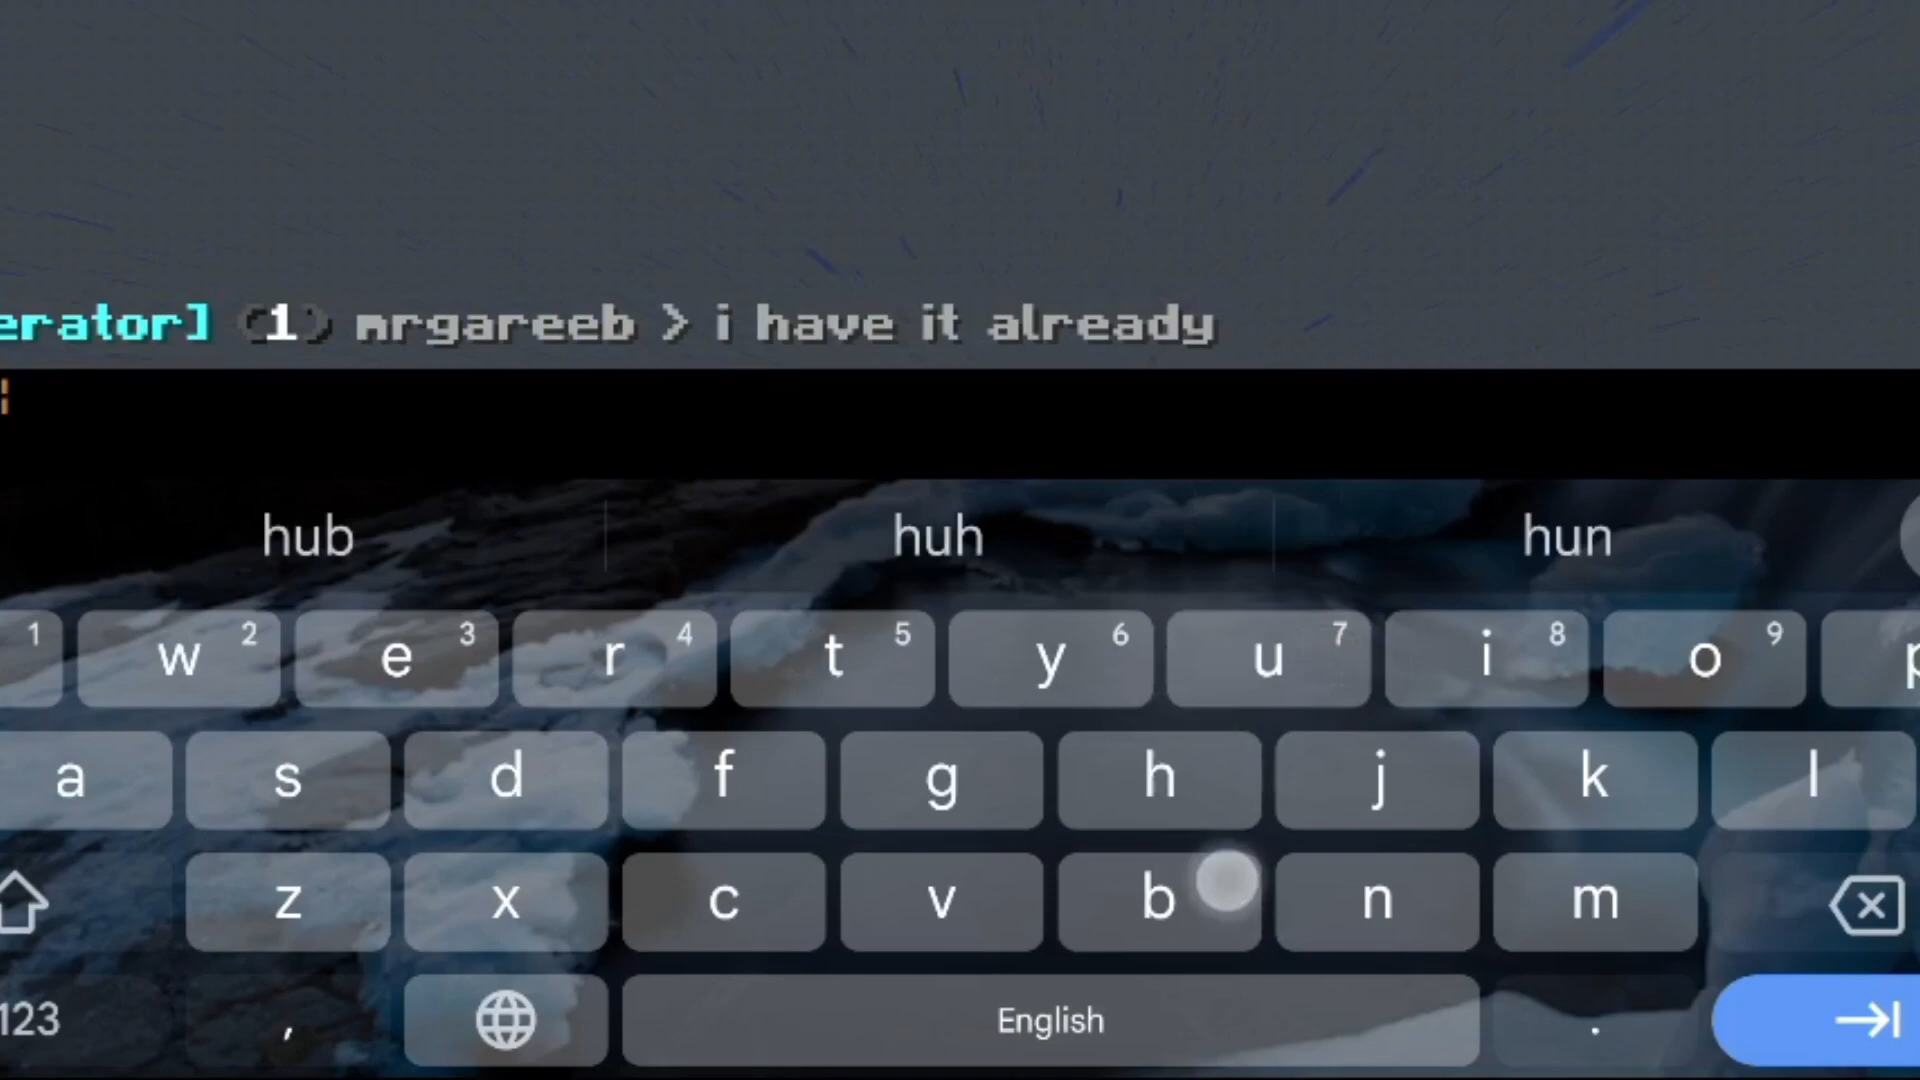 erator] (1) mrgareeb > i have it already
hub huh hun
1 w 2 e 3 r 4 t 5 y 6 u 7 i 8 o 9 p
a s d f g h j k l
z x c v b n m
123 , English .